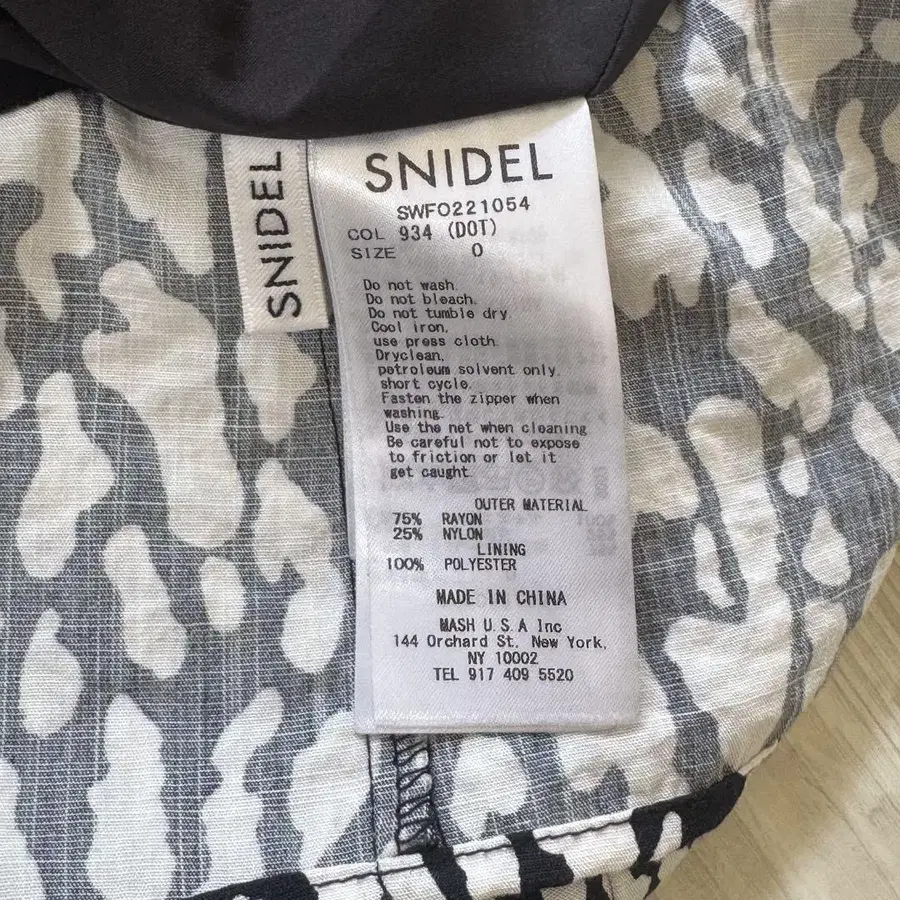 SNIDEL
SNIDEL
SWFO221054
COL 934 (DOT)
SIZE 0
Do not wash.
Do not bleach.
Do not tumble dry
Cool iron,
use press cloth.
Dryclean,
petroleum solvent only.
short cycle.
Fasten the zipper when
washing.
Use the net when cleaning
Be careful not to expose
to friction or let it
get caught.
OUTER MATERIAL
75% RAYON
25% NYLON
LINING
100% POLYESTER
MADE IN CHINA
MASH U.S.A Inc
144 Orchard St, New York,
NY 10002
TEL 917 409 5520